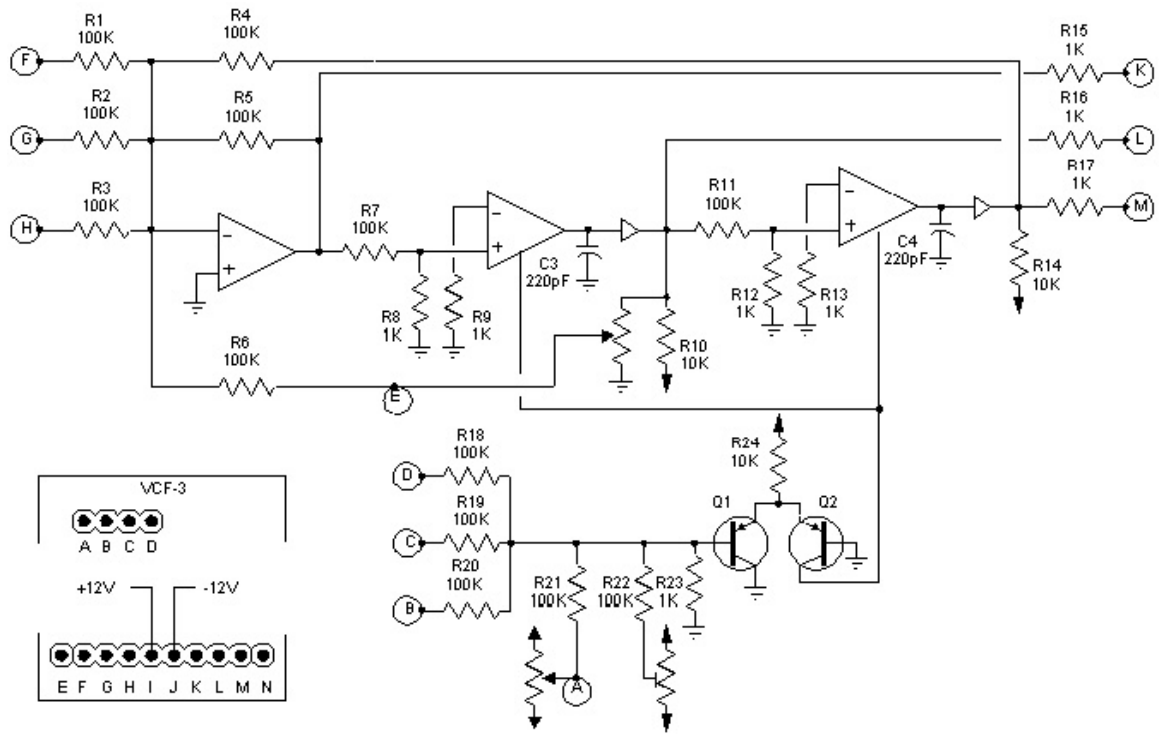 R1
100K
R4
100K
R15
1K
F
K
R2
100K
R5
100K
R16
1K
G
L
R3
100K
R7
100K
R11
100K
R17
1K
H
M
-
+
-
+
-
+
C3
220pF
C4
220pF
R14
10K
R8
1K
R9
1K
R12
1K
R13
1K
R10
10K
R6
100K
E
R18
100K
D
R19
100K
C
R20
100K
B
R24
10K
Q1
Q2
R21
100K
R22
100K
R23
1K
A
VCF-3
A B C D
+12V
-12V
E F G H I J K L M N